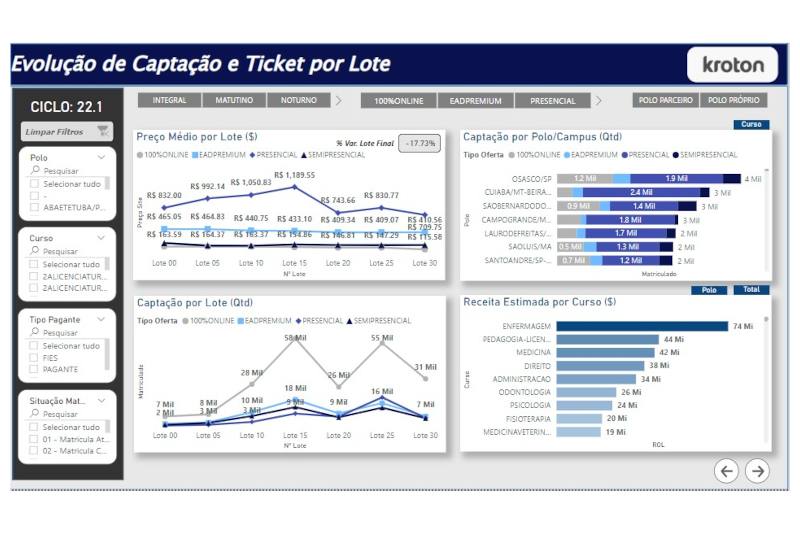 Evolução de Captação e Ticket por Lote
kroton
CICLO: 22.1
Limpar Filtros
Polo
Pesquisar
Selecionar tudo
-
ABAETETUBA/P...
Curso
Pesquisar
Selecionar tudo
2ALICENCIATUR...
2ALICENCIATUR...
Tipo Pagante
Pesquisar
Selecionar tudo
FIES
PAGANTE
Situação Mat...
Pesquisar
Selecionar tudo
01 - Matricula At...
02 - Matricula C...
INTEGRAL MATUTINO NOTURNO 100%ONLINE EADPREMIUM PRESENCIAL POLO PARCEIRO POLO PRÓPRIO
Preço Médio por Lote ($)
% Var. Lote Final -17.73%
100%ONLINE EADPREMIUM PRESENCIAL SEMIPRESENCIAL
Preço Site
R$ 832.00 R$ 992.14 R$ 1,050.83 R$ 1,189.55 R$ 743.66 R$ 830.77 R$ 709.75
R$ 465.05 R$ 464.83 R$ 440.75 R$ 433.10 R$ 409.34 R$ 409.07 R$ 410.56
R$ 163.59 R$ 164.37 R$ 163.37 R$ 154.86 R$ 146.81 R$ 147.29 R$ 115.58
Lote 00 Lote 05 Lote 10 Lote 15 Lote 20 Lote 25 Lote 30
Nº Lote
Captação por Lote (Qtd)
Tipo Oferta 100%ONLINE EADPREMIUM PRESENCIAL SEMIPRESENCIAL
Matriculado
7 Mil 8 Mil 28 Mil 58 Mil 26 Mil 55 Mil 31 Mil
2 Mil 3 Mil 10 Mil 18 Mil 9 Mil 16 Mil 7 Mil
3 Mil 9 Mil
Lote 00 Lote 05 Lote 10 Lote 15 Lote 20 Lote 25 Lote 30
Nº Lote
Curso
Captação por Polo/Campus (Qtd)
Tipo Oferta 100%ONLINE EADPREMIUM PRESENCIAL SEMIPRESENCIAL
Polo
OSASCO/SP 1.2 Mil 1.9 Mil 4 Mil
CUIABA/MT-BEIRA... 2.4 Mil 3 Mil
SAOBERNARDODO... 0.9 Mil 1.4 Mil 3 Mil
CAMPOGRANDE/M... 1.8 Mil 3 Mil
LAURODEFREITAS/... 1.7 Mil 2 Mil
SAOLUIS/MA 0.5 Mil 1.3 Mil 2 Mil
SANTOANDRE/SP-... 0.7 Mil 1.2 Mil 2 Mil
Matriculado
Polo Total
Receita Estimada por Curso ($)
Curso
ENFERMAGEM 74 Mi
PEDAGOGIA-LICEN... 44 Mi
MEDICINA 42 Mi
DIREITO 38 Mi
ADMINISTRACAO 34 Mi
ODONTOLOGIA 26 Mi
PSICOLOGIA 24 Mi
FISIOTERAPIA 20 Mi
MEDICINAVETERIN... 19 Mi
ROL